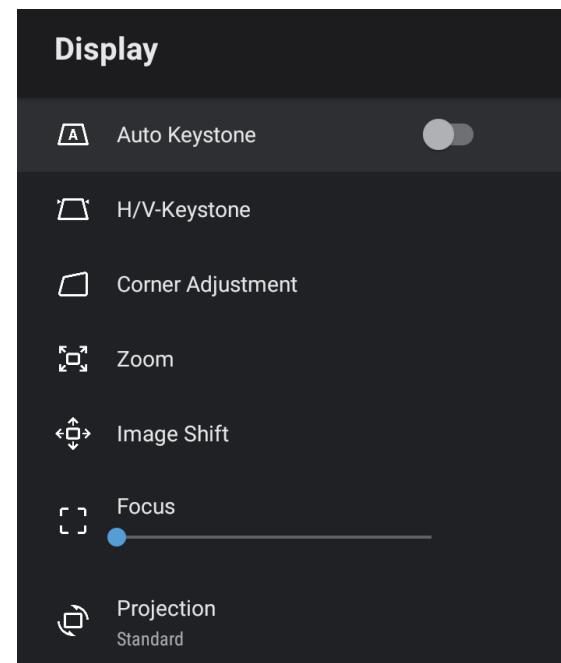 Display
A
Auto Keystone
H/V-Keystone
Corner Adjustment
Zoom
Image Shift
Focus
Projection
Standard